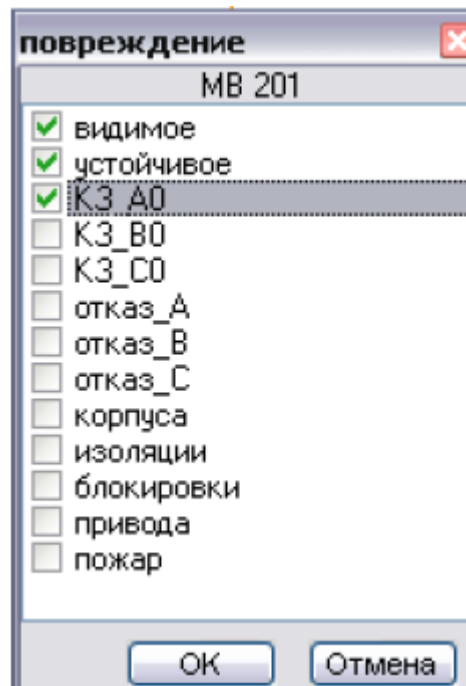 повреждение
МВ 201
видимое
устойчивое
КЗ_А0
КЗ_В0
КЗ_С0
отказ_А
отказ_В
отказ_С
корпуса
изоляции
блокировки
привода
пожар
ОК Отмена